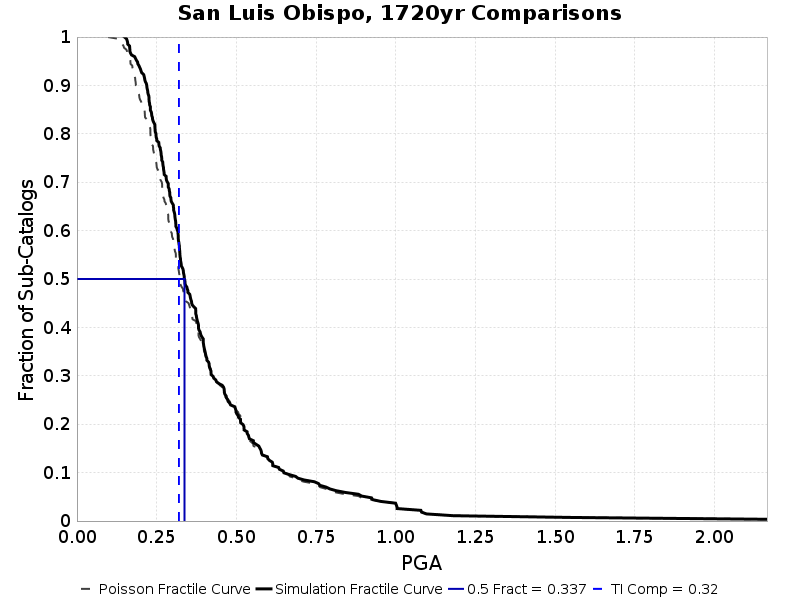 San Luis Obispo, 1720yr Comparisons
1
0.9
0.8
0.7
0.6
0.5
0.4
0.3
0.2
0.1
0
Fraction of Sub-Catalogs
0.00 0.25 0.50 0.75 1.00 1.25 1.50 1.75 2.00
PGA
Poisson Fractile Curve Simulation Fractile Curve 0.5 Fract = 0.337 TI Comp = 0.32